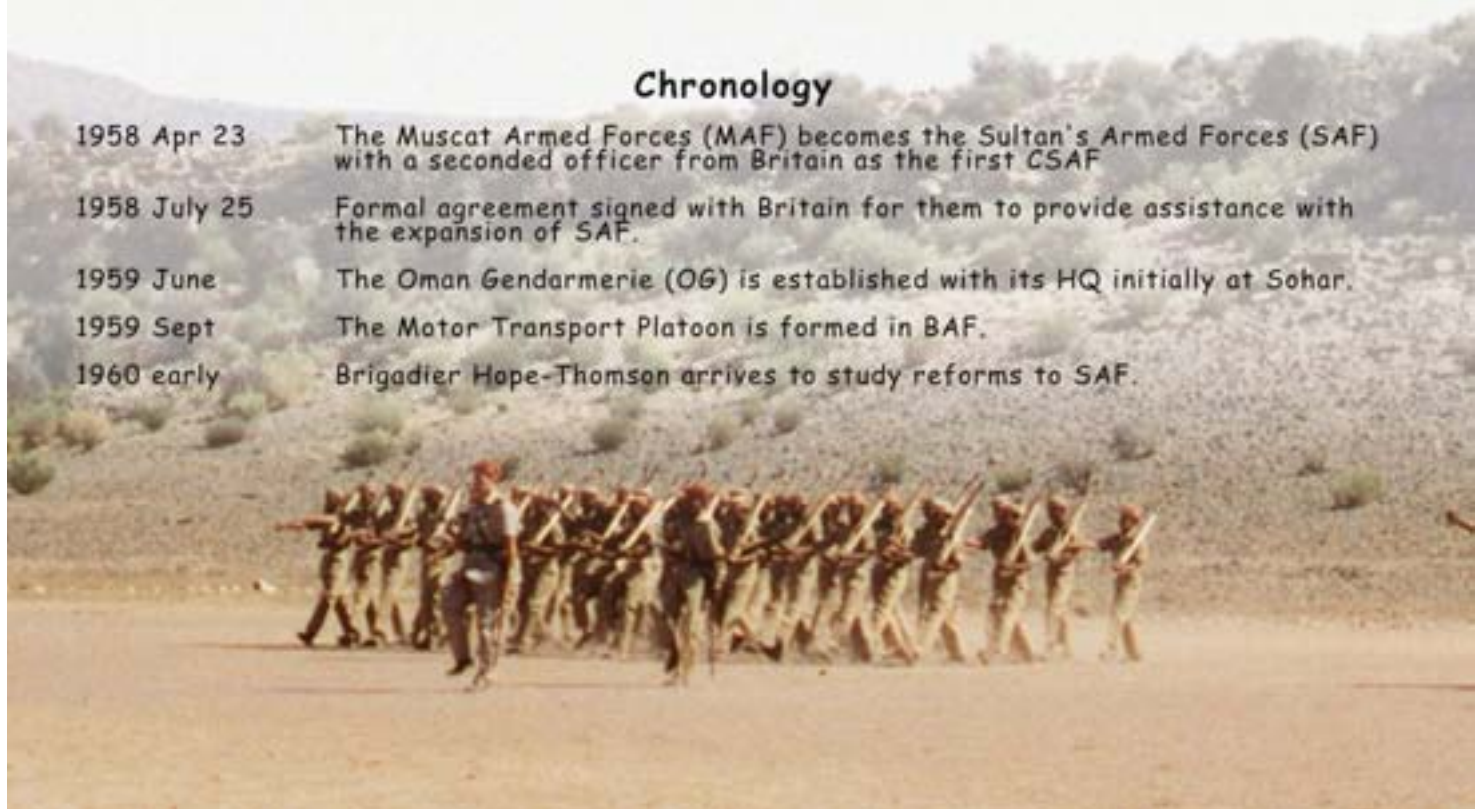 Chronology
1958 Apr 23 The Muscat Armed Forces (MAF) becomes the Sultan's Armed Forces (SAF)
with a seconded officer from Britain as the first CSAF
1958 July 25 Formal agreement signed with Britain for them to provide assistance with
the expansion of SAF.
1959 June The Oman Gendarmerie (OG) is established with its HQ initially at Sohar.
1959 Sept The Motor Transport Platoon is formed in BAF.
1960 early Brigadier Hope-Thomson arrives to study reforms to SAF.